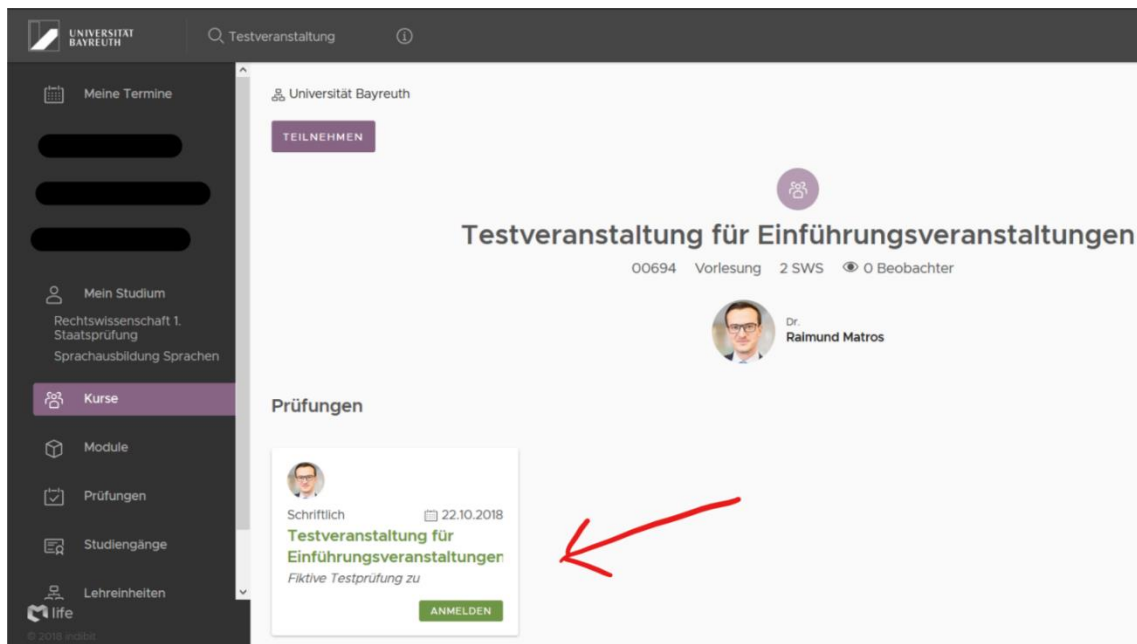 UNIVERSITÄT
BAYREUTH
Testveranstaltung
Meine Termine
Mein Studium
Rechtswissenschaft 1.
Staatsprüfung
Sprachausbildung Sprachen
Kurse
Module
Prüfungen
Studiengänge
Lehreinheiten
life
© 2018 indibit
Universität Bayreuth
TEILNEHMEN
Testveranstaltung für Einführungsveranstaltungen
00694 Vorlesung 2 SWS 0 Beobachter
Dr.
Raimund Matros
Prüfungen
Schriftlich 22.10.2018
Testveranstaltung für
Einführungsveranstaltungen
Fiktive Testprüfung zu
ANMELDEN